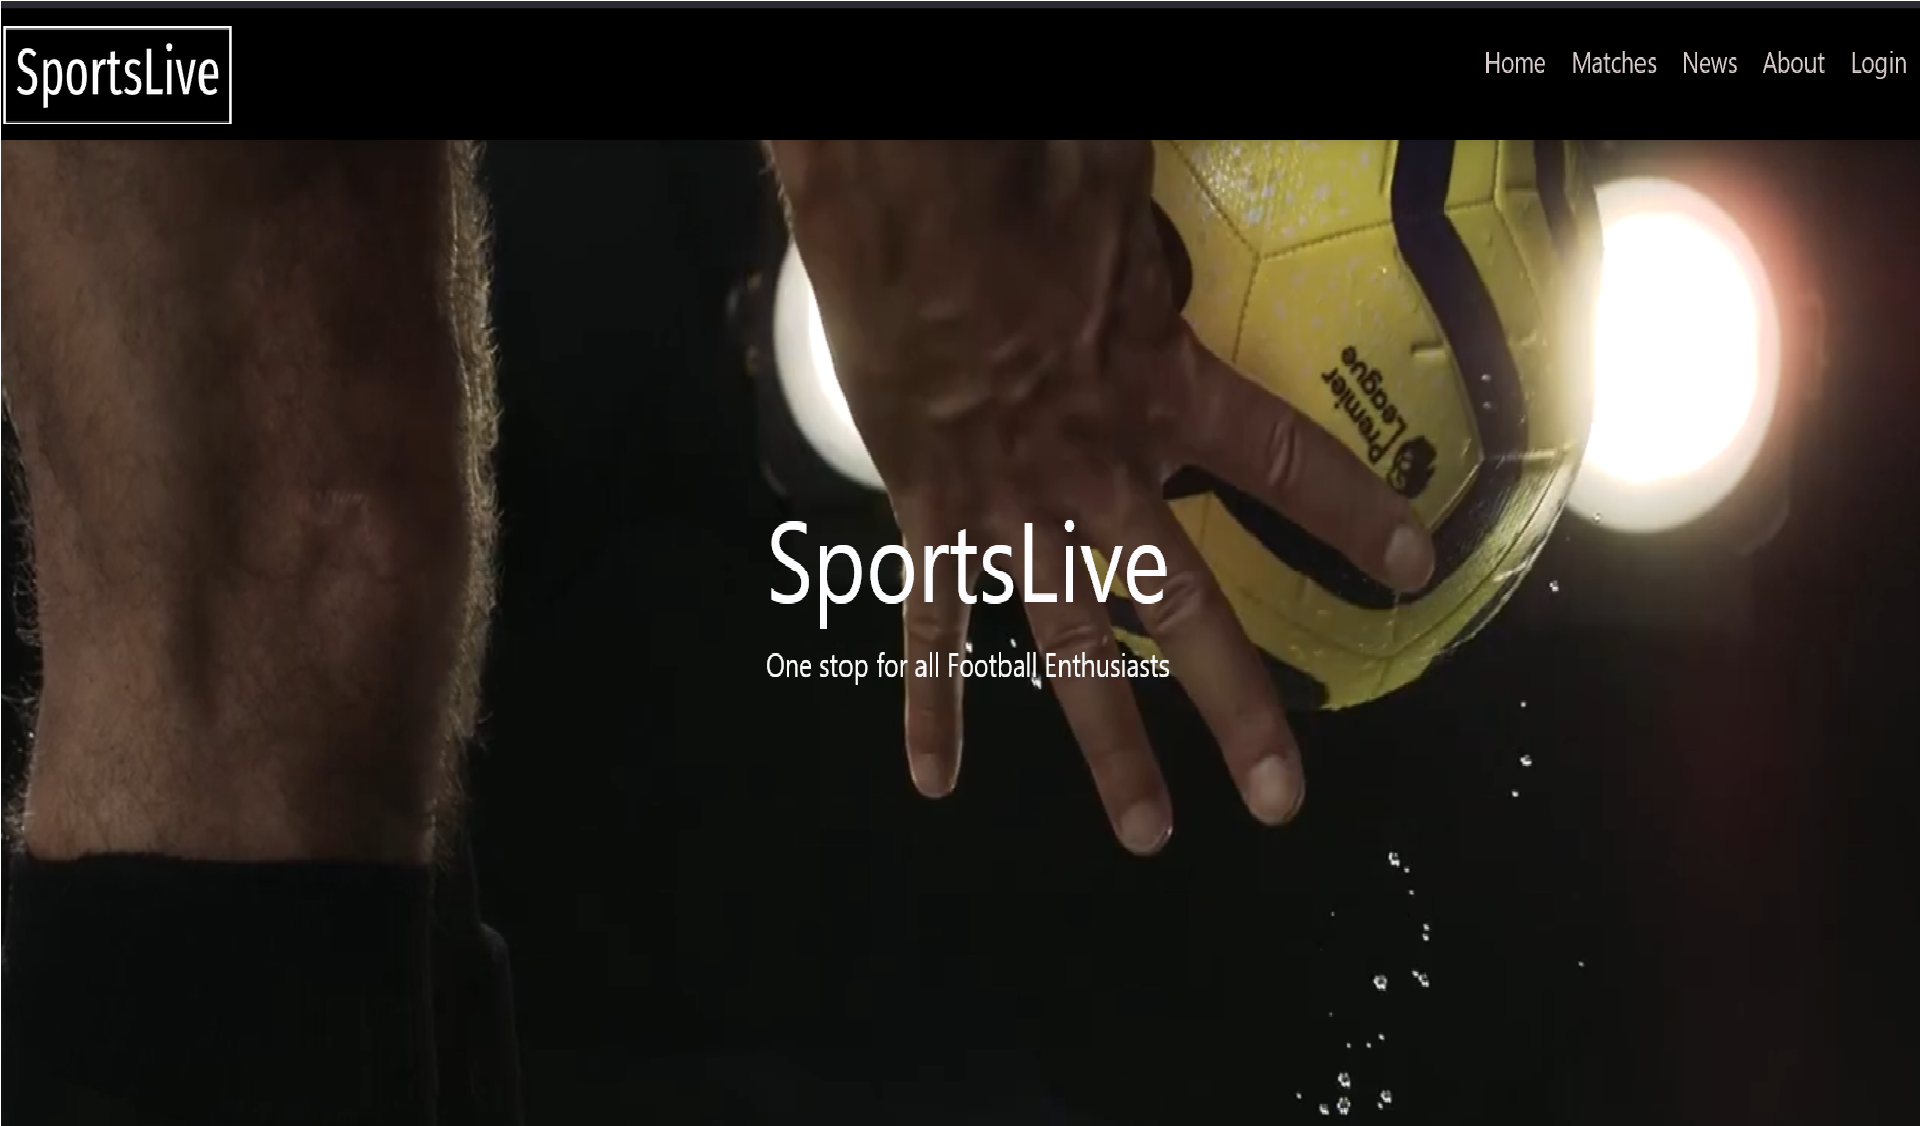 SportsLive
Home Matches News About Login
Premier
League
SportsLive
One stop for all Football Enthusiasts